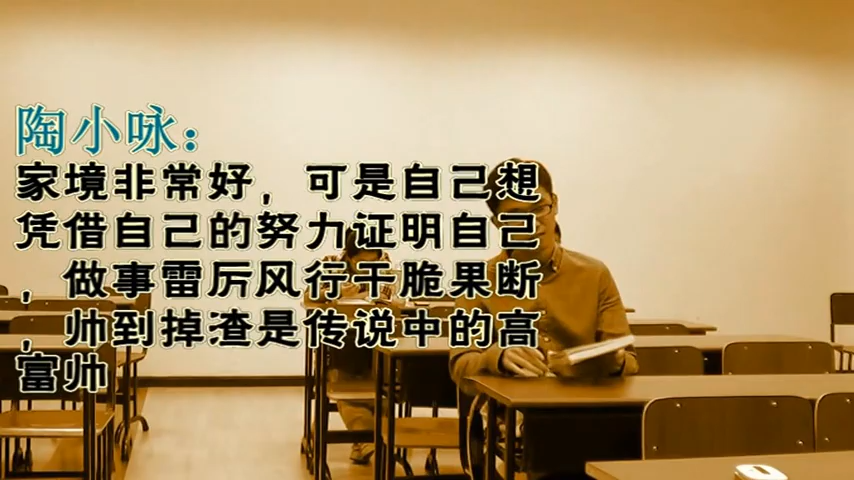 陶小咏：
家境非常好，可是自己想
凭借自己的努力证明自己
，做事雷厉风行干脆果断
，帅到掉渣是传说中的高
富帅